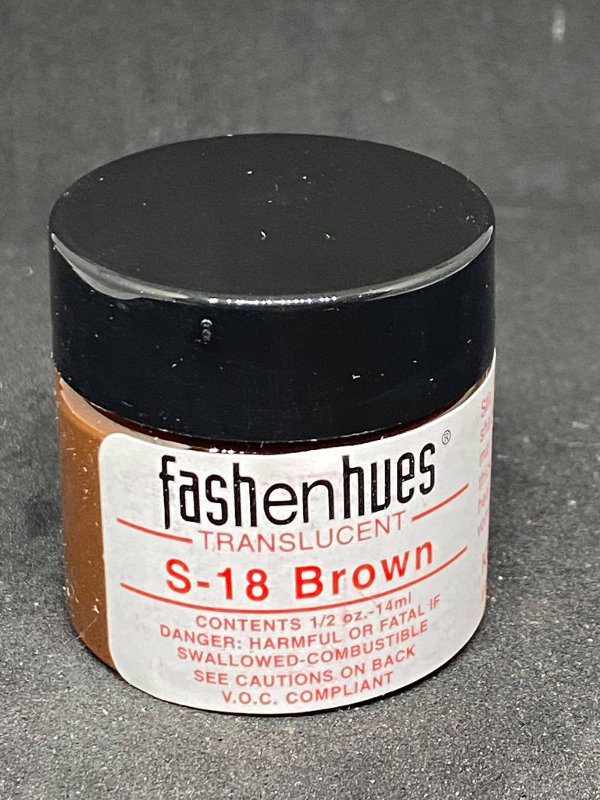 fashenhues®
TRANSLUCENT
S-18 Brown
CONTENTS 1/2 oz.-14ml
DANGER: HARMFUL OR FATAL IF
SWALLOWED-COMBUSTIBLE
SEE CAUTIONS ON BACK
V.O.C. COMPLIANT